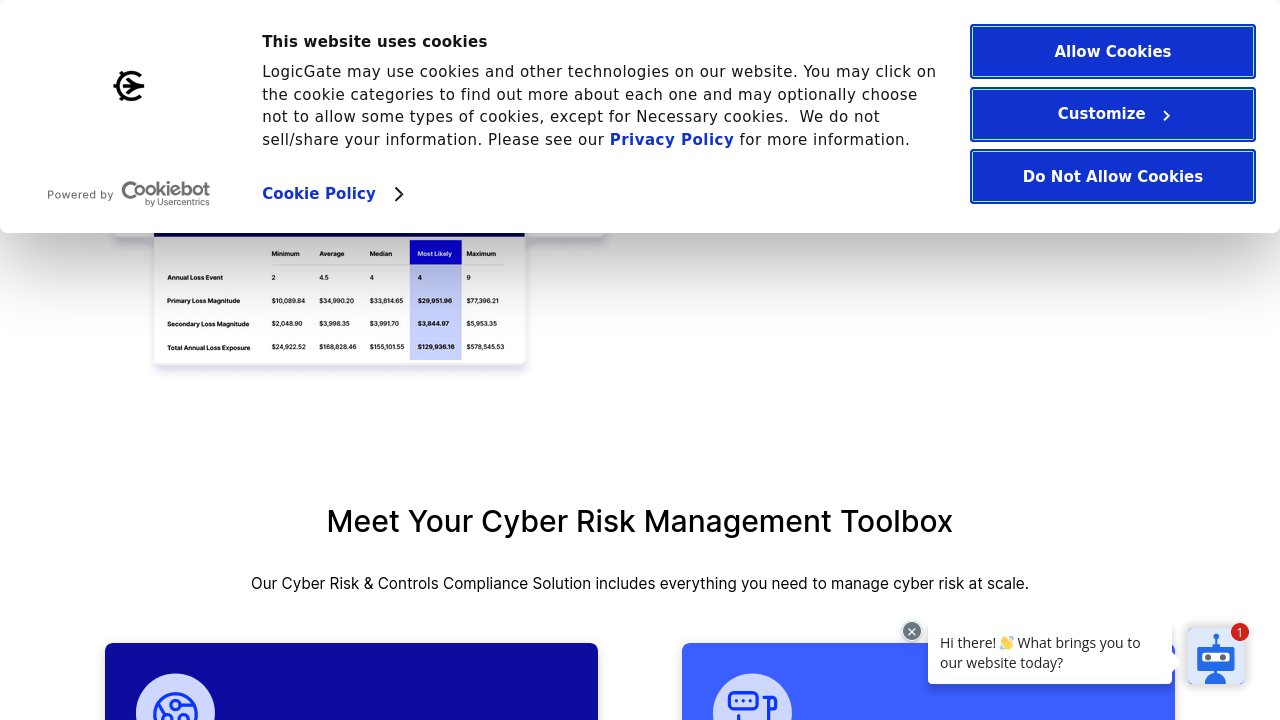 This website uses cookies
LogicGate may use cookies and other technologies on our website. You may click on
the cookie categories to find out more about each one and may optionally choose
not to allow some types of cookies, except for Necessary cookies.  We do not
sell/share your information. Please see our Privacy Policy for more information.
Cookie Policy
Powered by Cookiebot
by Usercentrics
Allow Cookies
Customize
Do Not Allow Cookies
Minimum Average Median Most Likely Maximum
Annual Loss Event 2 4.5 4 4 9
Primary Loss Magnitude $10,089.84 $34,990.20 $33,814.65 $29,951.96 $77,396.21
Secondary Loss Magnitude $2,048.90 $3,998.35 $3,991.70 $3,844.97 $5,953.35
Total Annual Loss Exposure $24,922.52 $168,828.46 $155,101.55 $129,936.16 $578,545.53
Meet Your Cyber Risk Management Toolbox
Our Cyber Risk & Controls Compliance Solution includes everything you need to manage cyber risk at scale.
Hi there! 👋 What brings you to
our website today?
1